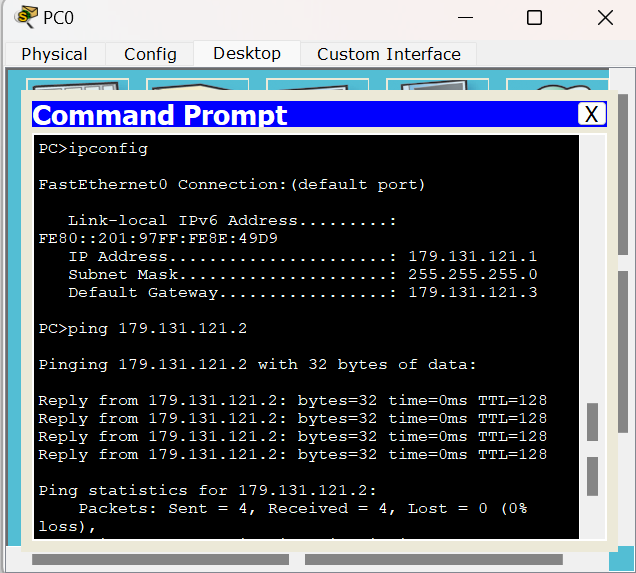 PC0
Physical Config Desktop Custom Interface
Command Prompt X
PC>ipconfig
FastEthernet0 Connection:(default port)
Link-local IPv6 Address.........:
FE80::201:97FF:FE8E:49D9
IP Address......................: 179.131.121.1
Subnet Mask.....................: 255.255.255.0
Default Gateway.................: 179.131.121.3
PC>ping 179.131.121.2
Pinging 179.131.121.2 with 32 bytes of data:
Reply from 179.131.121.2: bytes=32 time=0ms TTL=128
Reply from 179.131.121.2: bytes=32 time=0ms TTL=128
Reply from 179.131.121.2: bytes=32 time=0ms TTL=128
Reply from 179.131.121.2: bytes=32 time=0ms TTL=128
Ping statistics for 179.131.121.2:
Packets: Sent = 4, Received = 4, Lost = 0 (0%
loss),